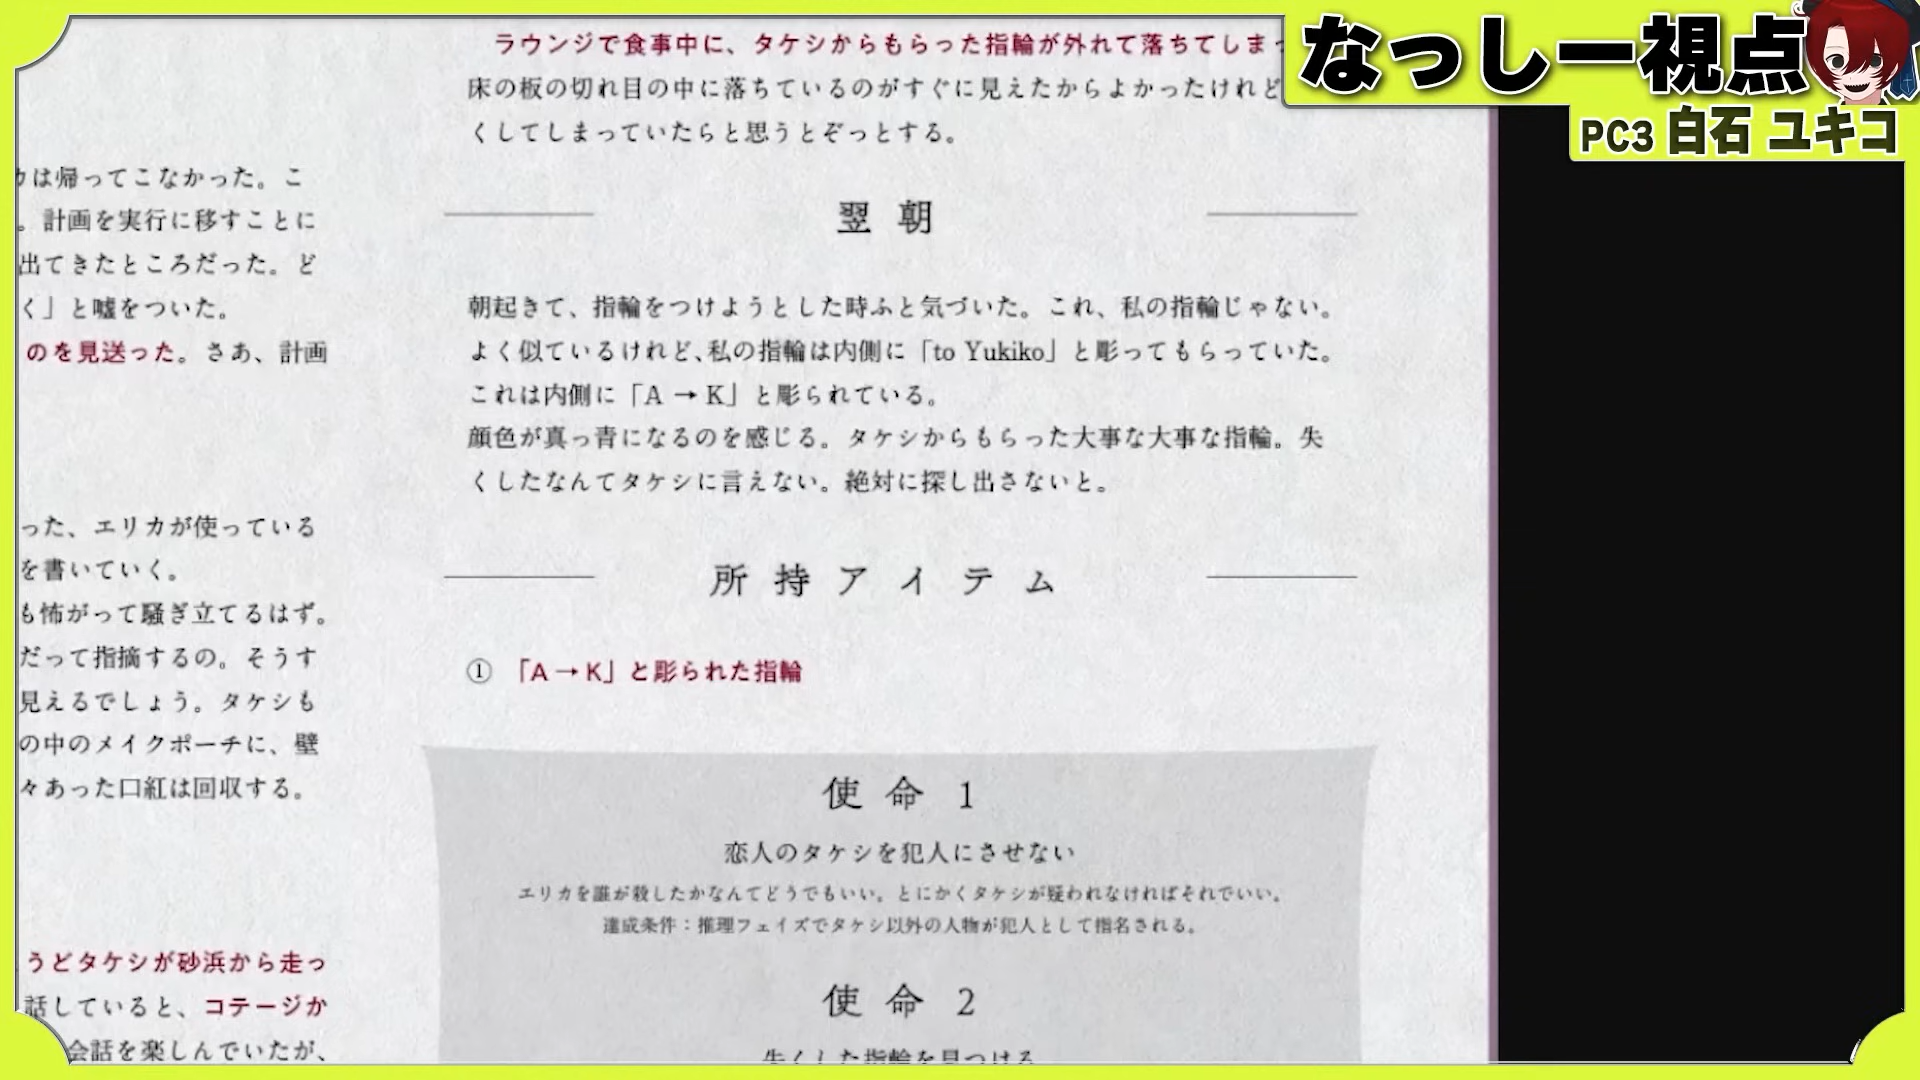 なっしー視点
PC3 白石 ユキコ
は帰ってこなかった。こ
。計画を実行に移すことに
出てきたところだった。ど
く」と嘘をついた。
のを見送った。さあ、計画
った、エリカが使っている
を書いていく。
も怖がって騒ぎ立てるはず。
だって指摘するの。そうす
見えるでしょう。タケシも
の中のメイクポーチに、壁
々あった口紅は回収する。
うどタケシが砂浜から走っ
話していると、コテージか
会話を楽しんでいたが、
ラウンジで食事中に、タケシからもらった指輪が外れて落ちてしまっ
床の板の切れ目の中に落ちているのがすぐに見えたからよかったけれど
くしてしまっていたらと思うとぞっとする。
翌朝
朝起きて、指輪をつけようとした時ふと気づいた。これ、私の指輪じゃない。
よく似ているけれど、私の指輪は内側に「to Yukiko」と彫ってもらっていた。
これは内側に「A → K」と彫られている。
顔色が真っ青になるのを感じる。タケシからもらった大事な大事な指輪。失
くしたなんてタケシに言えない。絶対に探し出さないと。
所持アイテム
① 「A → K」と彫られた指輪
使命 1
恋人のタケシを犯人にさせない
エリカを誰が殺したかなんてどうでもいい。とにかくタケシが疑われなければそれでいい。
達成条件：推理フェイズでタケシ以外の人物が犯人として指名される。
使命 2
失くした指輪を見つける